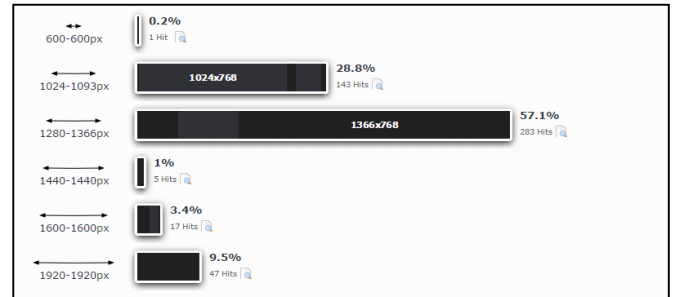 0.2%
600-600px
1 Hit
28.8%
1024x768
1024-1093px
143 Hits
57.1%
1366x768
1280-1366px
283 Hits
1%
1440-1440px
5 Hits
3.4%
1600-1600px
17 Hits
9.5%
1920-1920px
47 Hits